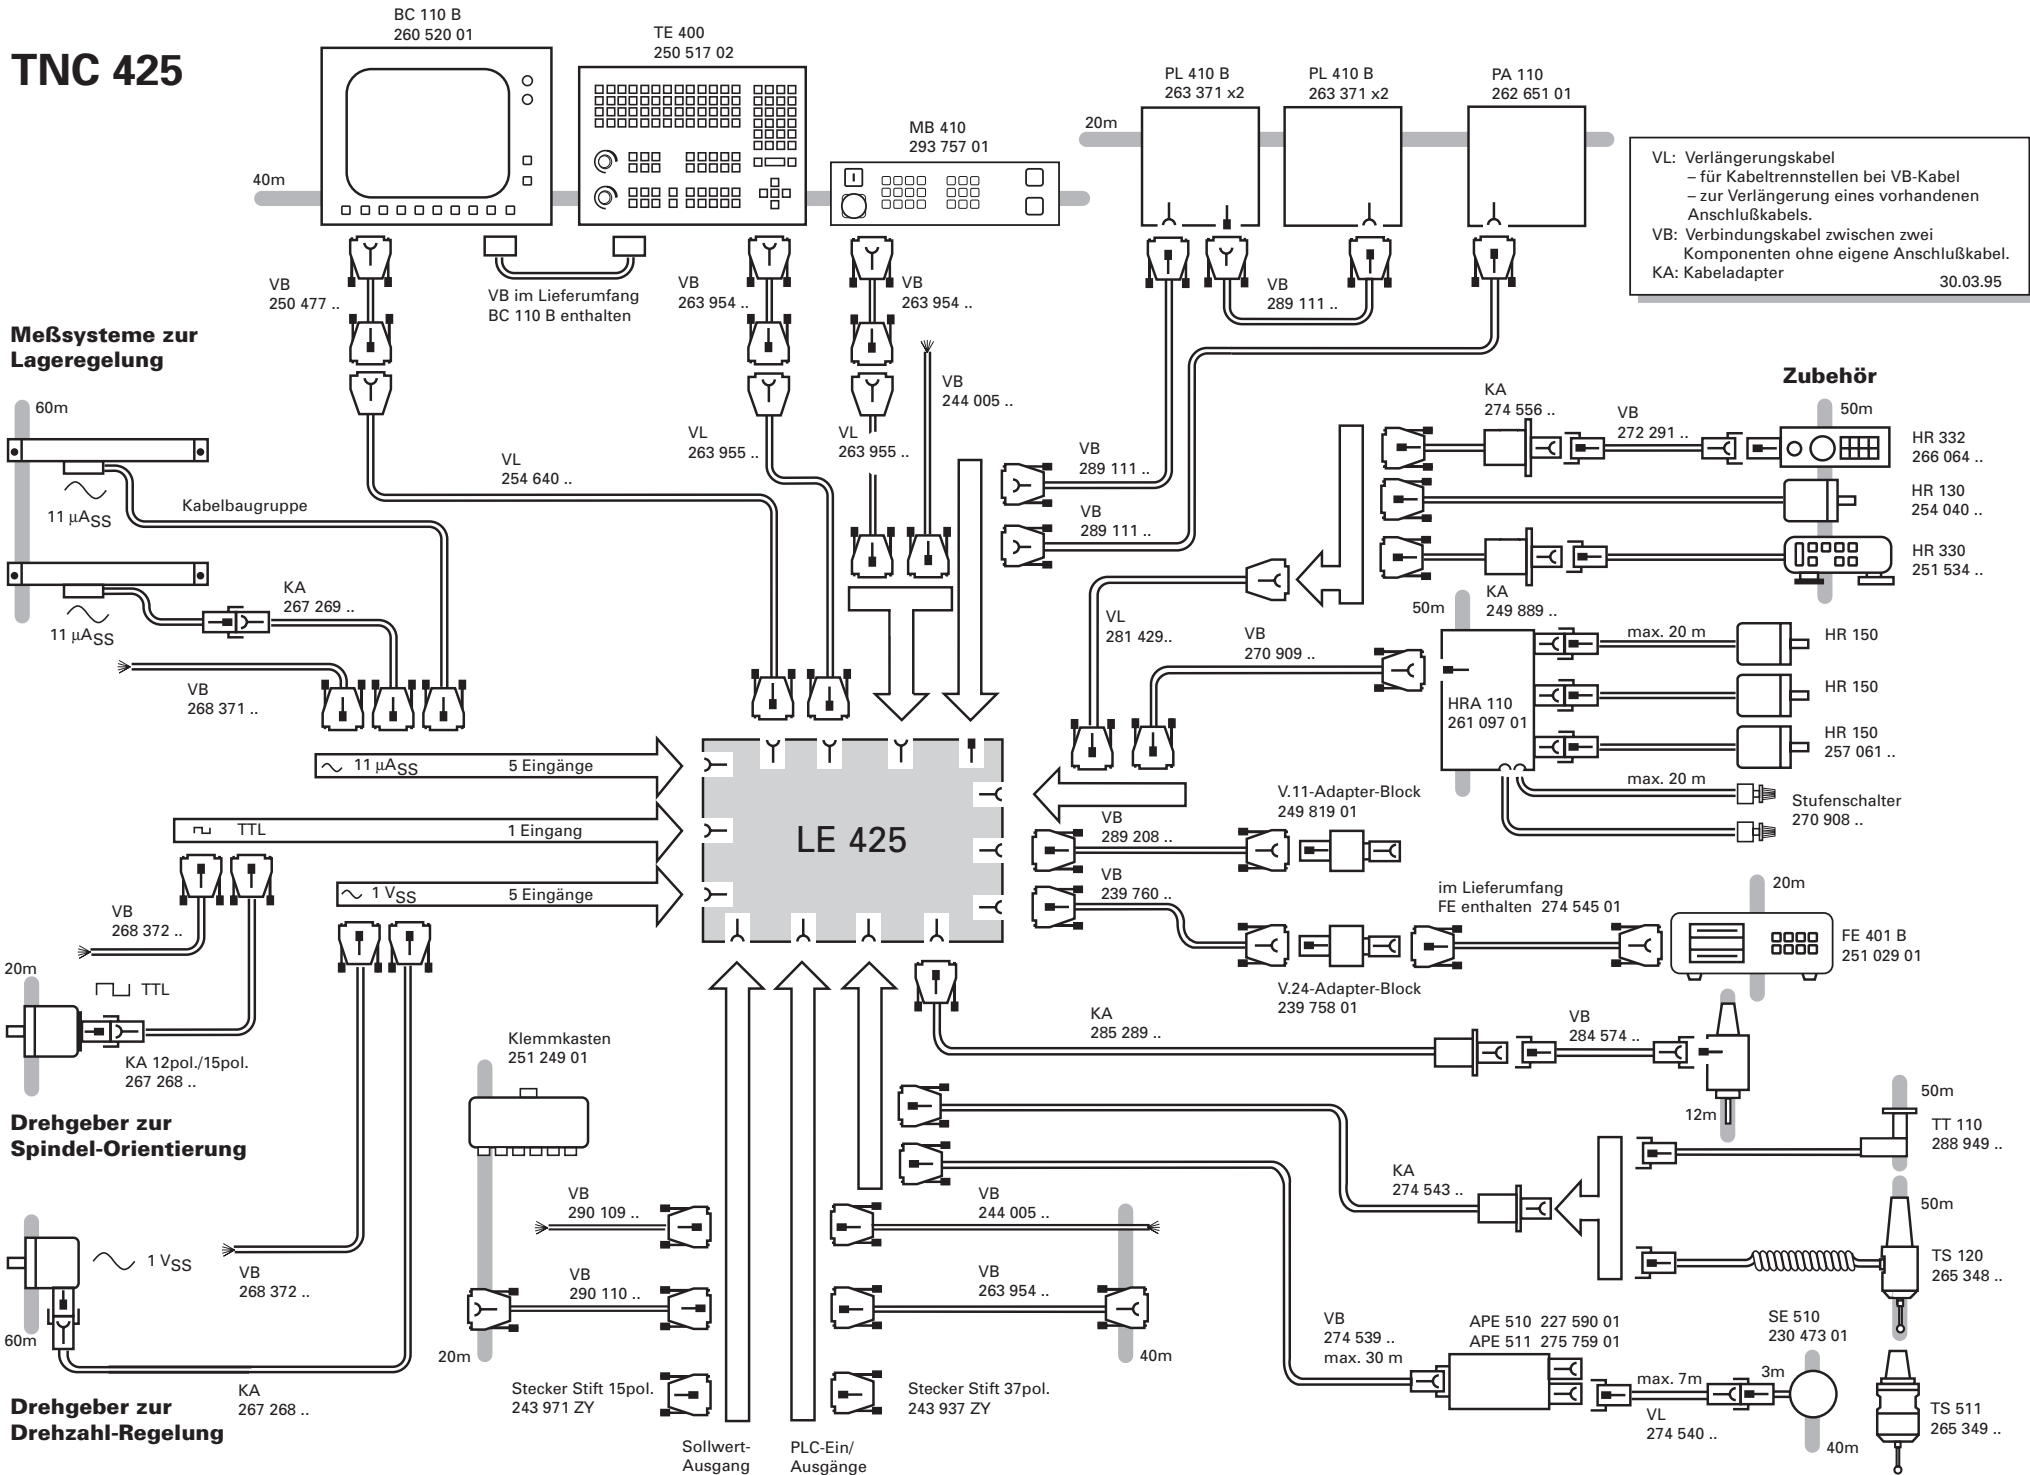 TNC 425
BC 110 B
260 520 01
TE 400
250 517 02
MB 410
293 757 01
PL 410 B
263 371 x2
PL 410 B
263 371 x2
PA 110
262 651 01
20m
40m
VL: Verlängerungskabel
– für Kabeltrennstellen bei VB-Kabel
– zur Verlängerung eines vorhandenen
Anschlußkabels.
VB: Verbindungskabel zwischen zwei
Komponenten ohne eigene Anschlußkabel.
KA: Kabeladapter
30.03.95
VB
250 477 ..
VB im Lieferumfang
BC 110 B enthalten
VB
263 954 ..
VB
263 954 ..
VB
289 111 ..
Meßsysteme zur
Lageregelung
60m
VB
244 005 ..
VL
263 955 ..
VL
263 955 ..
VL
254 640 ..
VB
289 111 ..
VB
289 111 ..
Zubehör
50m
KA
274 556 ..
VB
272 291 ..
HR 332
266 064 ..
HR 130
254 040 ..
HR 330
251 534 ..
KA
249 889 ..
11 µASS
Kabelbaugruppe
11 µASS
KA
267 269 ..
VB
268 371 ..
VL
281 429..
VB
270 909 ..
50m
HRA 110
261 097 01
max. 20 m
HR 150
HR 150
HR 150
257 061 ..
max. 20 m
Stufenschalter
270 908 ..
11 µASS 5 Eingänge
TTL 1 Eingang
1 VSS 5 Eingänge
LE 425
V.11-Adapter-Block
249 819 01
VB
289 208 ..
VB
239 760 ..
V.24-Adapter-Block
239 758 01
im Lieferumfang
FE enthalten 274 545 01
20m
FE 401 B
251 029 01
VB
268 372 ..
20m
TTL
KA 12pol./15pol.
267 268 ..
Drehgeber zur
Spindel-Orientierung
Klemmkasten
251 249 01
KA
285 289 ..
VB
284 574 ..
12m
50m
TT 110
288 949 ..
KA
274 543 ..
50m
TS 120
265 348 ..
VB
290 109 ..
VB
244 005 ..
1 VSS
VB
268 372 ..
VB
290 110 ..
VB
263 954 ..
60m
20m
40m
KA
267 268 ..
Drehgeber zur
Drehzahl-Regelung
Stecker Stift 15pol.
243 971 ZY
Stecker Stift 37pol.
243 937 ZY
Sollwert-
Ausgang
PLC-Ein/
Ausgänge
VB
274 539 ..
max. 30 m
APE 510 227 590 01
APE 511 275 759 01
SE 510
230 473 01
max. 7m
3m
VL
274 540 ..
40m
TS 511
265 349 ..